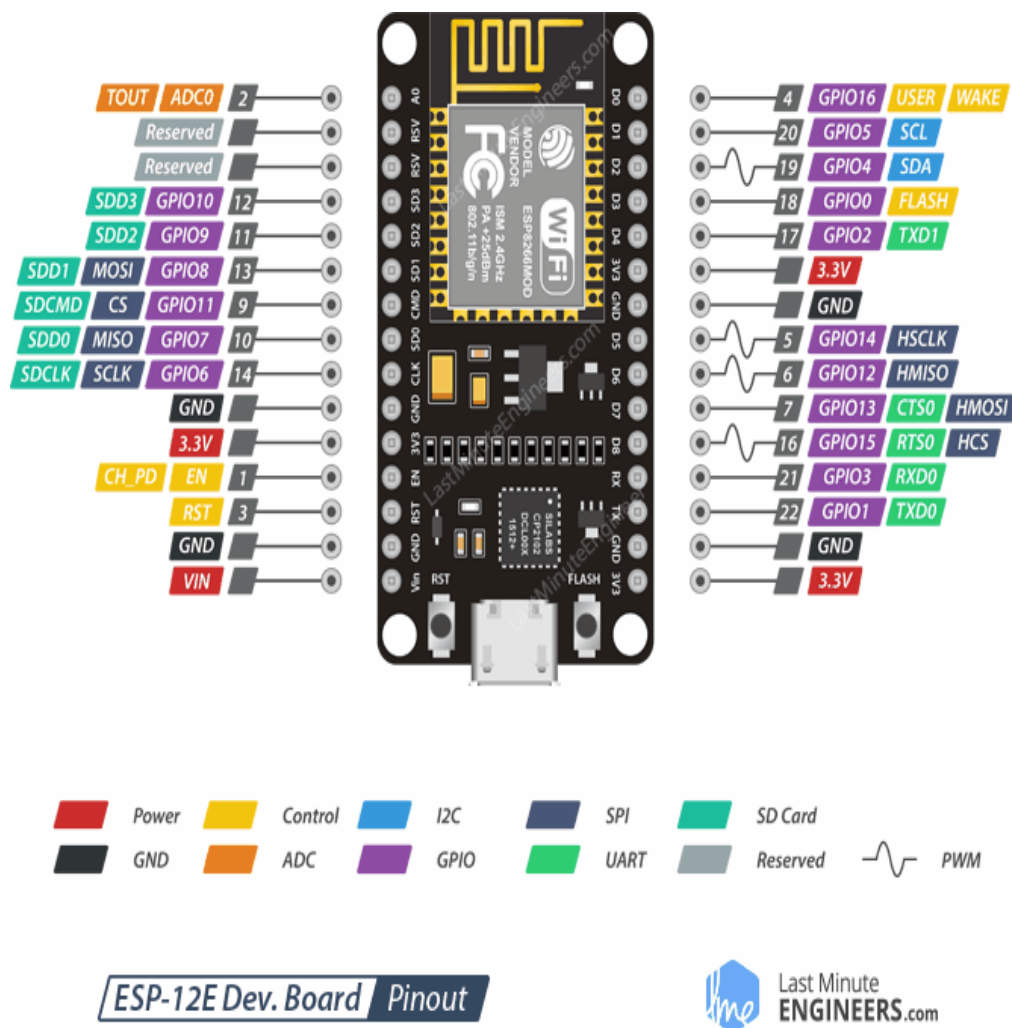 TOUT ADC0 2
Reserved
Reserved
SDD3 GPIO10 12
SDD2 GPIO9 11
SDD1 MOSI GPIO8 13
SDCMD CS GPIO11 9
SDD0 MISO GPIO7 10
SDCLK SCLK GPIO6 14
GND
3.3V
CH_PD EN 1
RST 3
GND
VIN
A0
RSV
RSV
SD3
SD2
SD1
CMD
SD0
CLK
GND
3V3
EN
RST
GND
Vin
MODEL
VENDOR
ESP8266MOD
WiFi
FC
ISM 2.4GHz
PA +25dBm
802.11b/g/n
SILABS
CP2102
DCL00X
1512+
RST
FLASH
LastMinuteEngineers.com
D0
D1
D2
D3
D4
3V3
GND
D5
D6
D7
D8
RX
TX
GND
3V3
4 GPIO16 USER WAKE
20 GPIO5 SCL
19 GPIO4 SDA
18 GPIO0 FLASH
17 GPIO2 TXD1
3.3V
GND
5 GPIO14 HSCLK
6 GPIO12 HMISO
7 GPIO13 CTS0 HMOSI
16 GPIO15 RTS0 HCS
21 GPIO3 RXD0
22 GPIO1 TXD0
GND
3.3V
Power Control I2C SPI SD Card
GND ADC GPIO UART Reserved PWM
ESP-12E Dev. Board Pinout
lme
Last Minute
ENGINEERS.com